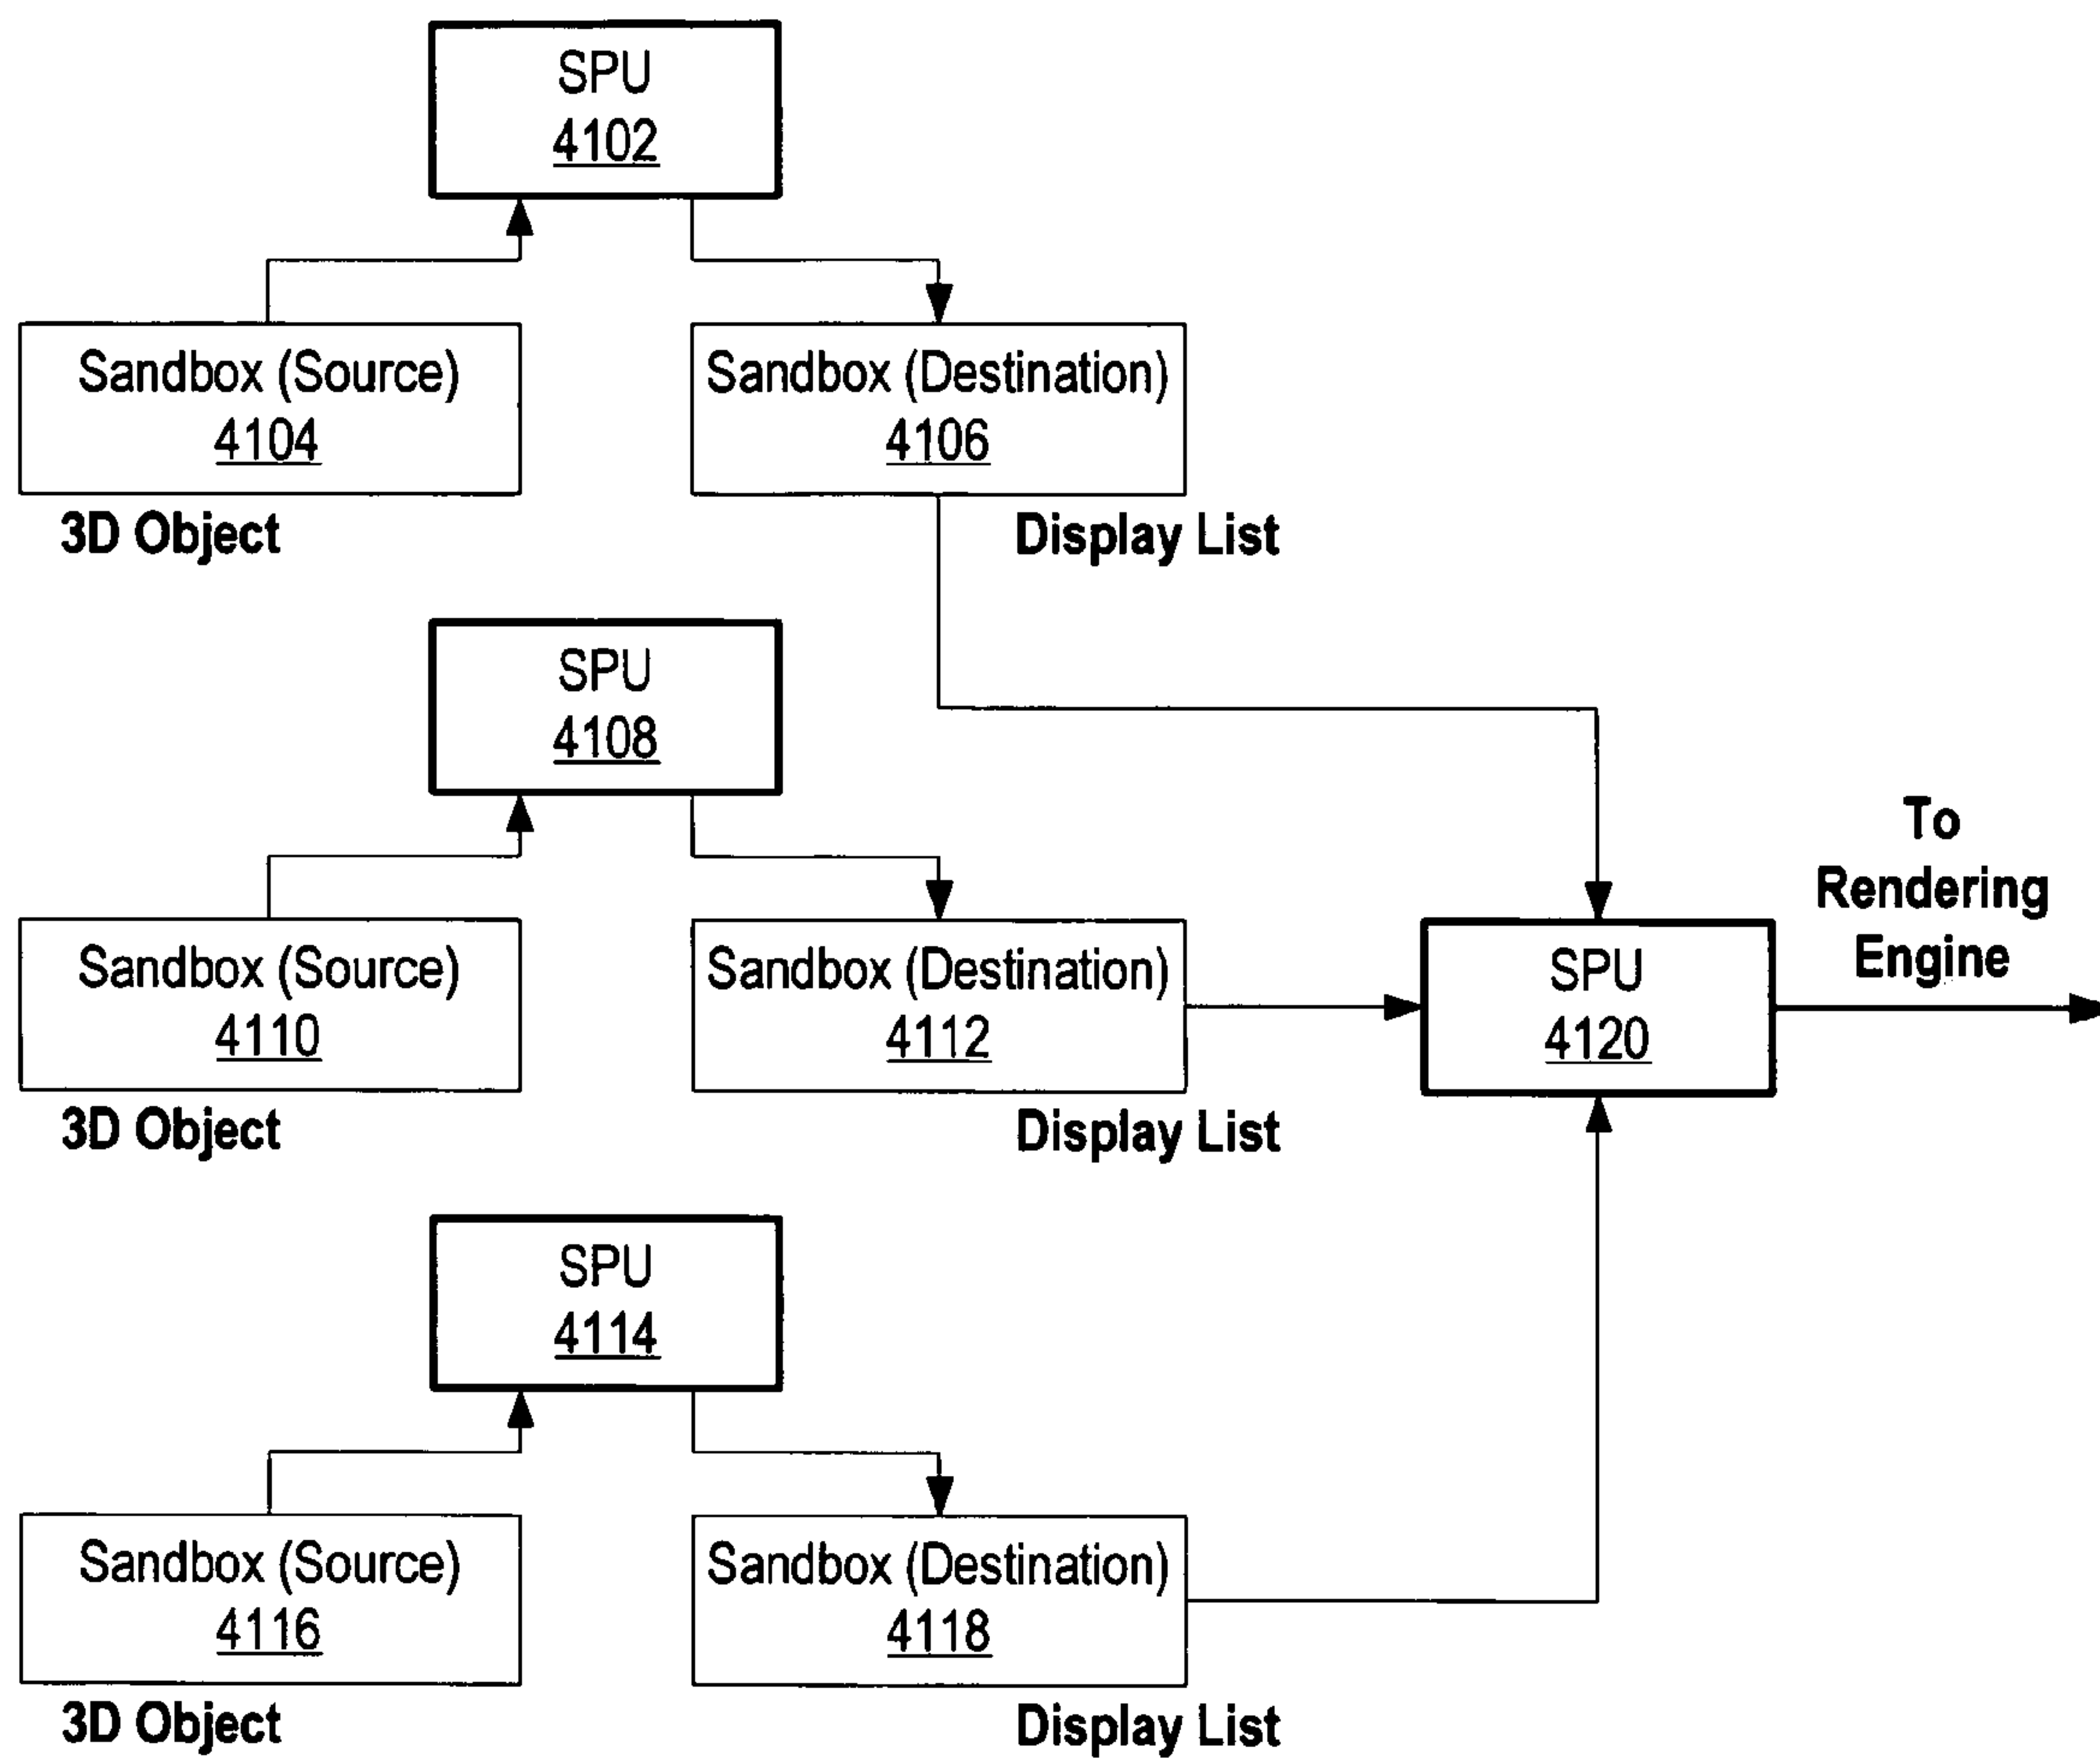 SPU
4102
Sandbox (Source)
4104
3D Object
Sandbox (Destination)
4106
Display List
SPU
4108
Sandbox (Source)
4110
3D Object
Sandbox (Destination)
4112
Display List
SPU
4120
To
Rendering
Engine
SPU
4114
Sandbox (Source)
4116
3D Object
Sandbox (Destination)
4118
Display List